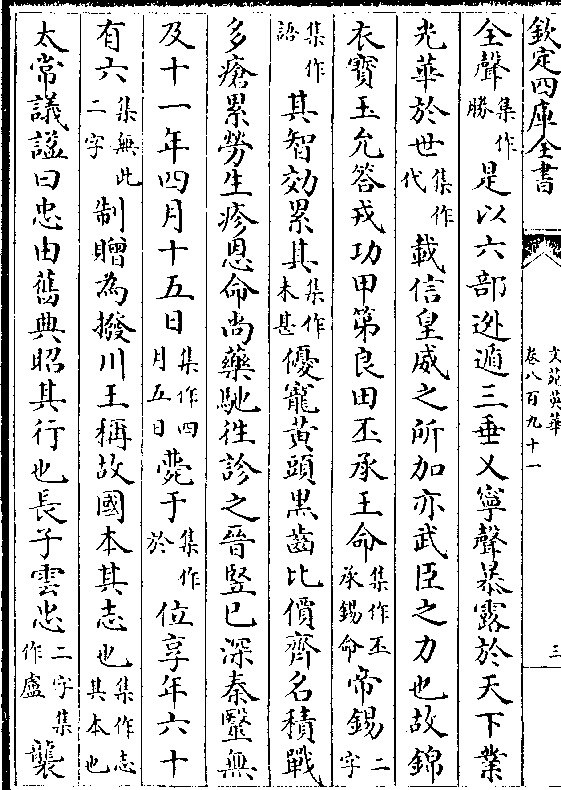 欽定四庫全書 文苑英華 卷八百九十一 三
全聲集作勝是以六部迯遁三垂乂寧聲暴露於天下業
光華於世集作代載信皇威之所加亦武臣之力也故錦
衣寶玉允答戎功甲第良田丕承王命集作丕承錫命帝錫二字
集作語其智効累其集作未甚優寵黃頭黒齒比價齊名積戰
多瘡累勞生疹恩命尚藥馳徃診之晉竪已深秦毉無
及十一年四月十五日集作四月五日薨于集作於位享年六十
有六集無此二字制贈為撥川王稱故國本其志也集作志其本也
太常議諡曰忠由舊典昭其行也長子雲忠二字集作盧襲